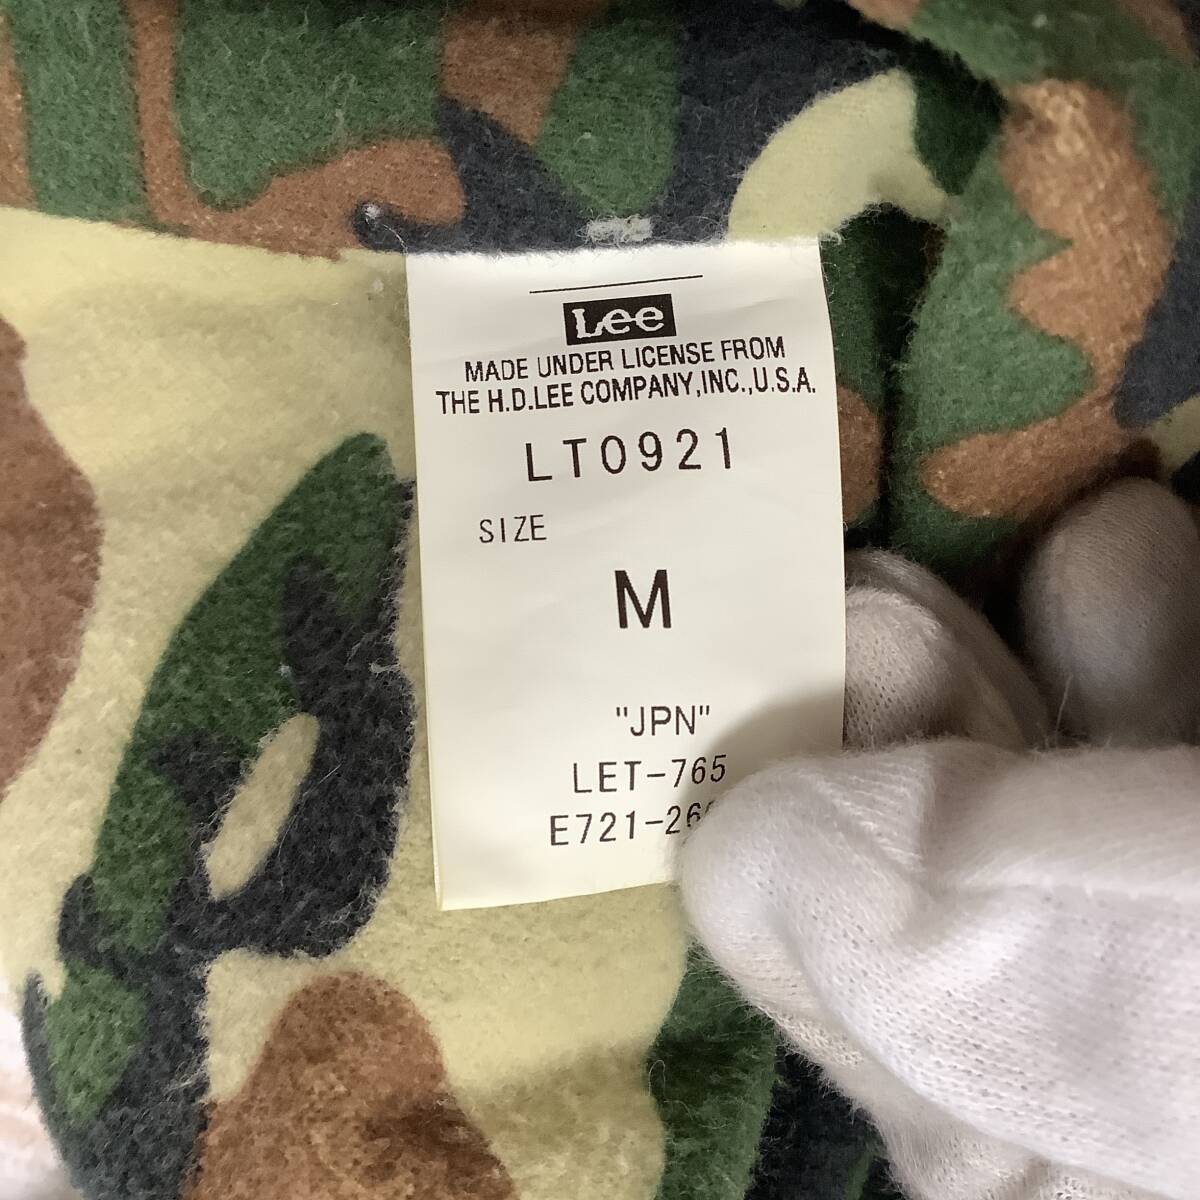 Lee
MADE UNDER LICENSE FROM
THE H.D.LEE COMPANY,INC.,U.S.A.
LT0921
SIZE
M
"JPN"
LET-765